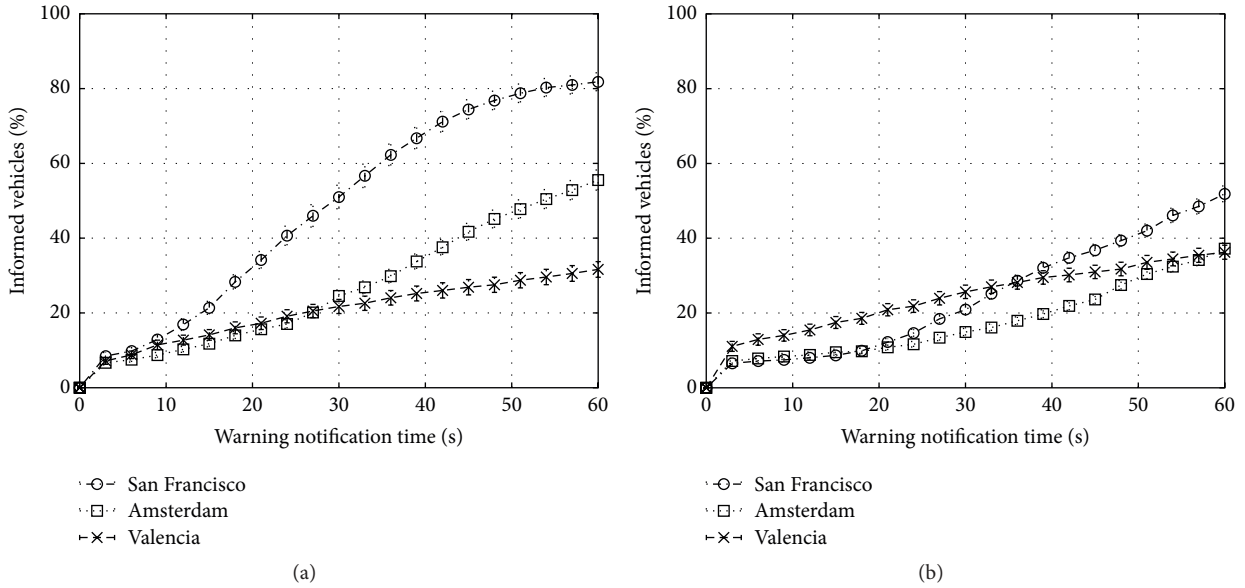 100
80
60
40
20
0
Informed vehicles (%)
0 10 20 30 40 50 60
Warning notification time (s)
San Francisco
Amsterdam
Valencia
(a)
100
80
60
40
20
0
Informed vehicles (%)
0 10 20 30 40 50 60
Warning notification time (s)
San Francisco
Amsterdam
Valencia
(b)